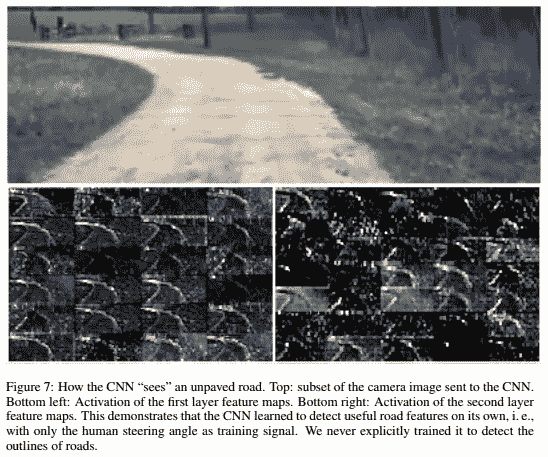 Figure 7: How the CNN “sees” an unpaved road. Top: subset of the camera image sent to the CNN.
Bottom left: Activation of the first layer feature maps. Bottom right: Activation of the second layer
feature maps. This demonstrates that the CNN learned to detect useful road features on its own, i. e.,
with only the human steering angle as training signal. We never explicitly trained it to detect the
outlines of roads.